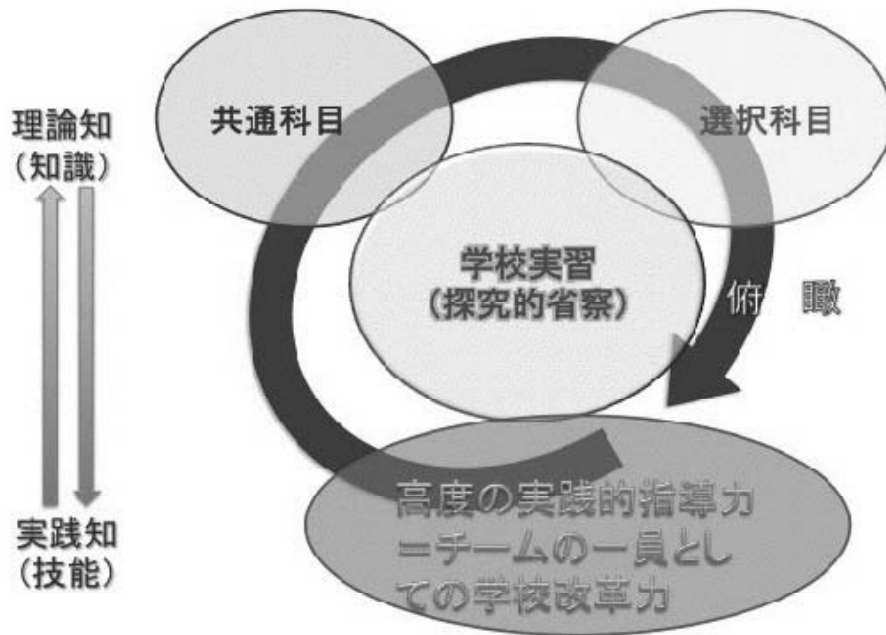 共通科目
選択科目
理論知
（知識）
学校実習
（探究的省察）
俯　瞰
高度の実践的指導力
＝チームの一員とし
ての学校改革力
実践知
（技能）